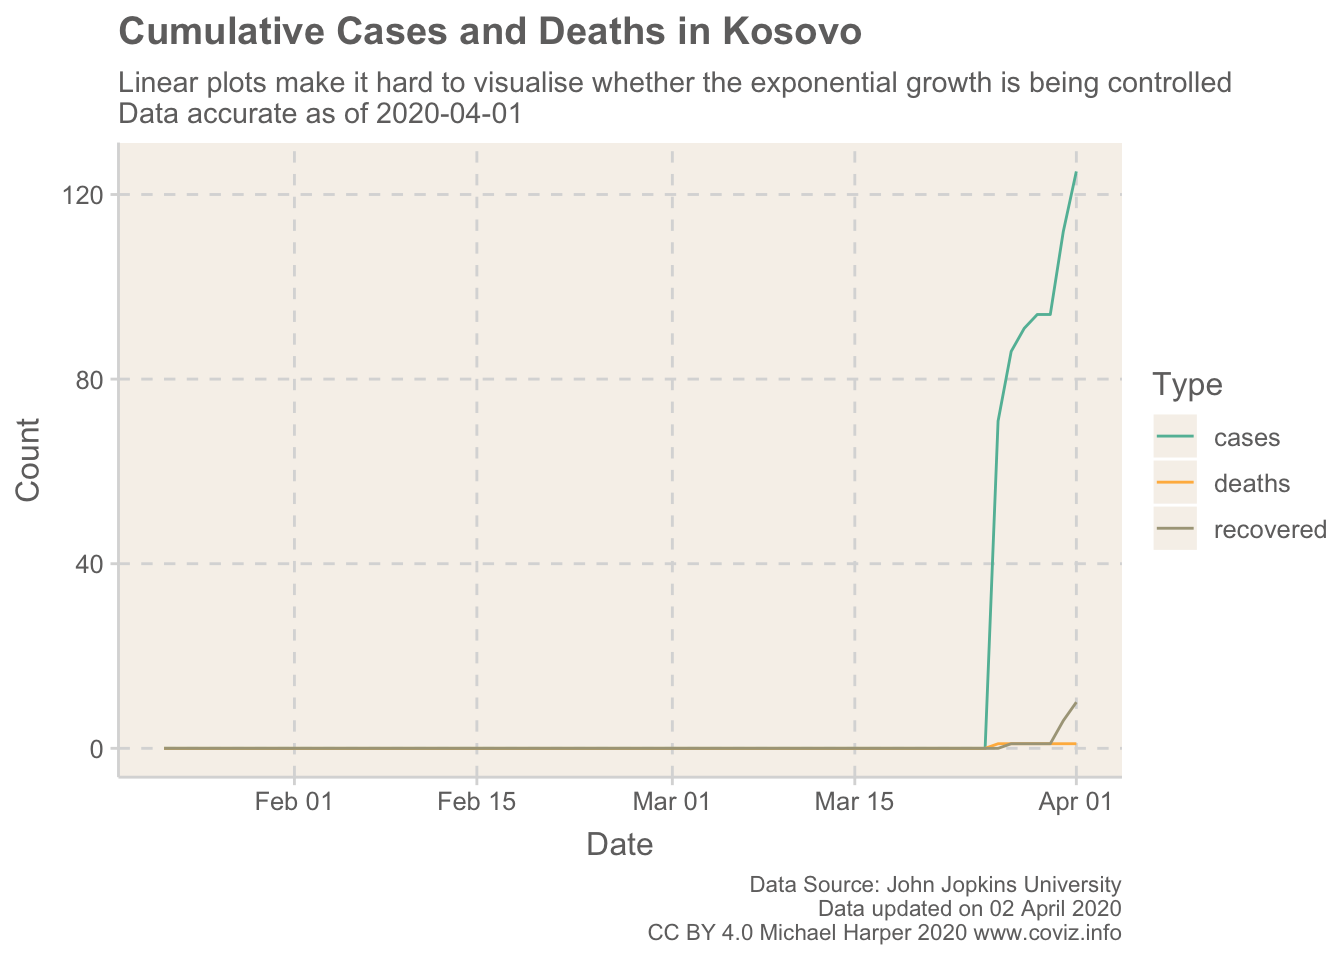 Cumulative Cases and Deaths in Kosovo
Linear plots make it hard to visualise whether the exponential growth is being controlled
Data accurate as of 2020-04-01
120
80
40
0
Count
Feb 01
Feb 15
Mar 01
Mar 15
Apr 01
Date
Type
cases
deaths
recovered
Data Source: John Jopkins University
Data updated on 02 April 2020
CC BY 4.0 Michael Harper 2020 www.coviz.info